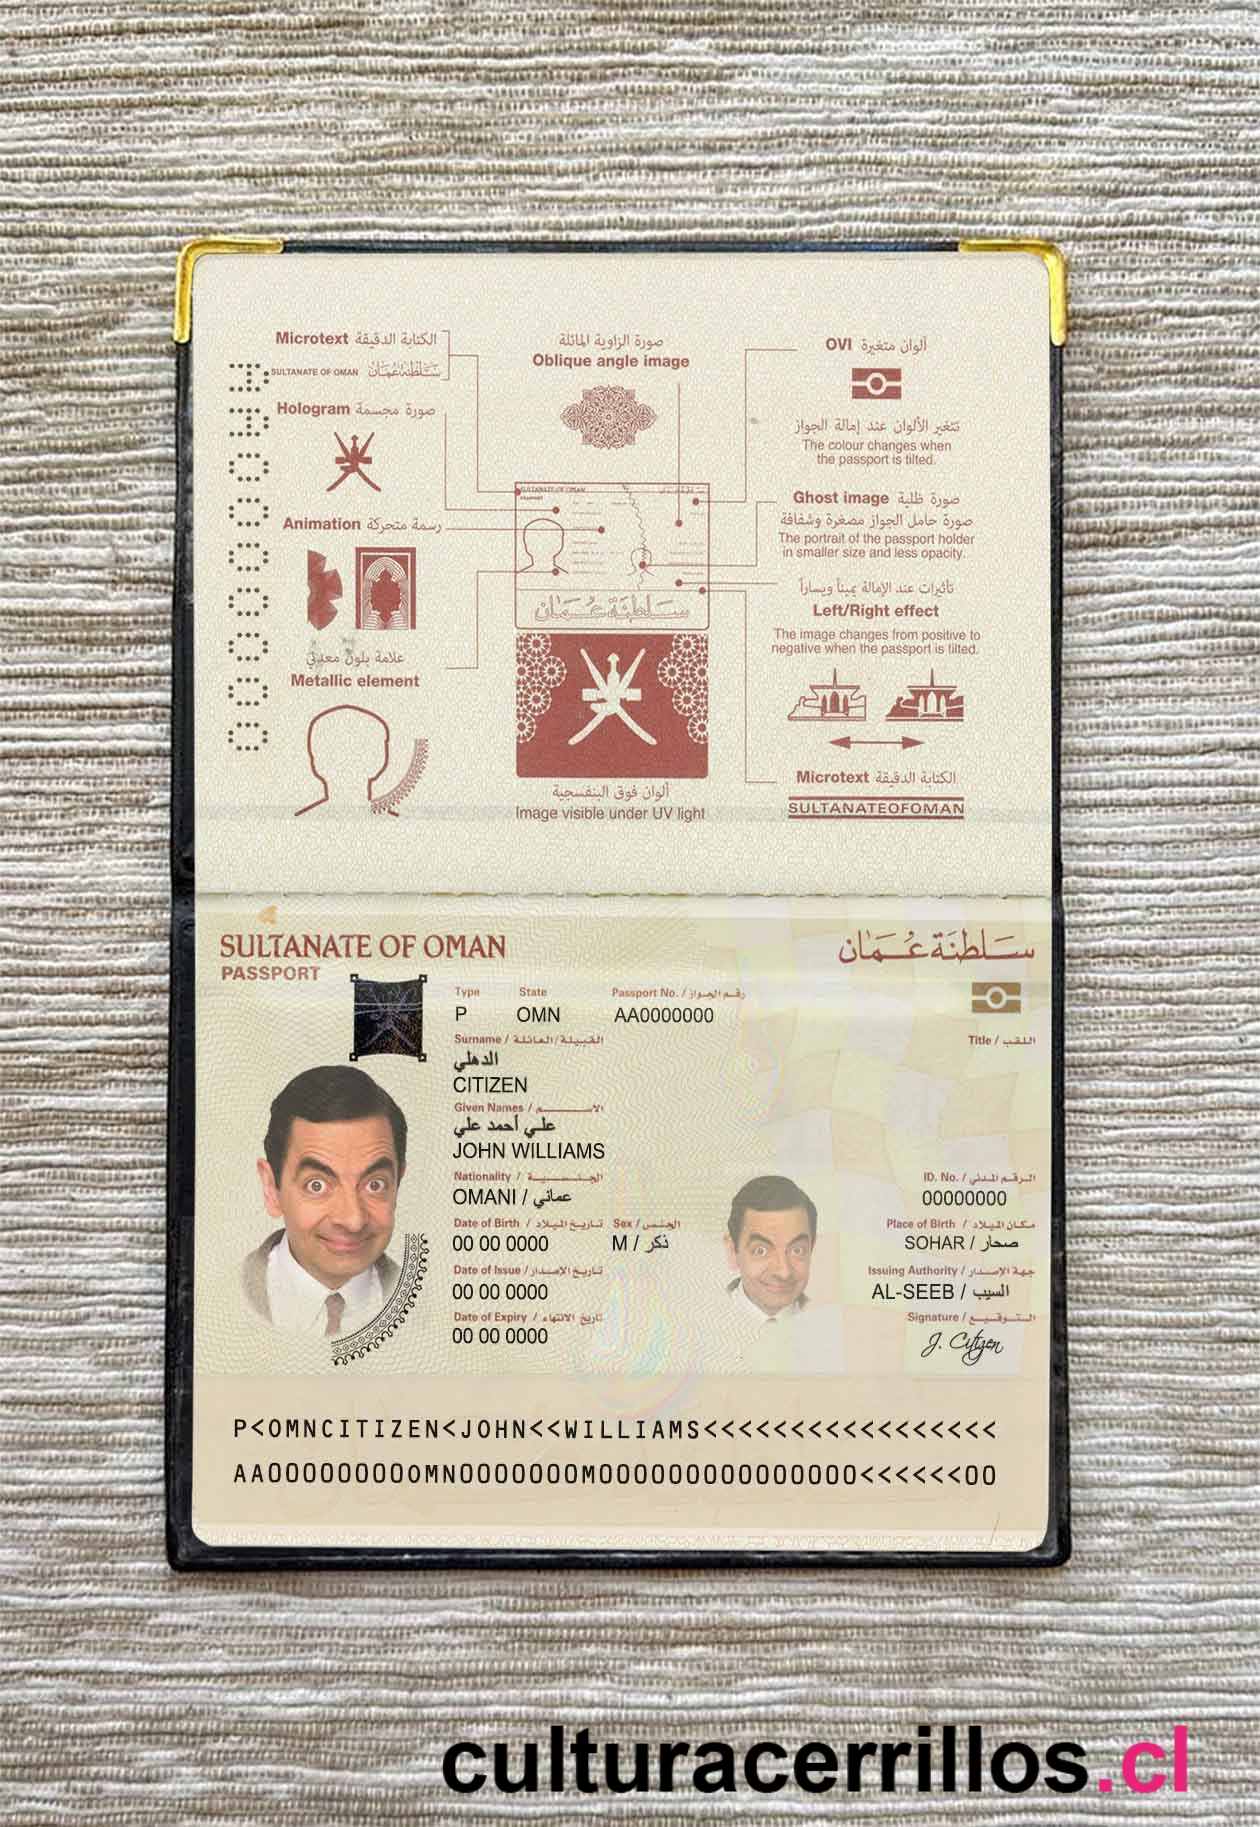 Microtext الكتابة الدقيقة
SULTANATE OF OMAN سلطنة عمان
Hologram صورة مجسمة
Animation رسمة متحركة
علامة بلون معدني
Metallic element
صورة الزاوية المائلة
Oblique angle image
OVI ألوان متغيرة
تتغير الألوان عند إمالة الجواز
The colour changes when
the passport is tilted.
Ghost image صورة ظلية
صورة حامل الجواز مصغرة وشفافة
The portrait of the passport holder
in smaller size and less opacity.
تأثيرات عند الإمالة يميناً ويساراً
Left/Right effect
The image changes from positive to
negative when the passport is tilted.
Microtext الكتابة الدقيقة
SULTANATEOFOMAN
SULTANATE OF OMAN
سلطنة عمان
ألوان فوق البنفسجية
Image visible under UV light
AA0000000
SULTANATE OF OMAN سلطنة عمان
PASSPORT
Type State Passport No. / رقم الجواز
P OMN AA0000000
Surname / القبيلة/العائلة Title / اللقب
الدهلي
CITIZEN
Given Names / الاسم
علي أحمد علي
JOHN WILLIAMS
Nationality / الجنسية ID. No. / الرقم المدني
OMANI / عماني 00000000
Date of Birth / تاريخ الميلاد Sex / الجنس Place of Birth / مكان الميلاد
00 00 0000 M / ذكر SOHAR / صحار
Date of Issue / تاريخ الإصدار Issuing Authority / جهة الإصدار
00 00 0000 AL-SEEB / السيب
Date of Expiry / تاريخ الانتهاء Signature / التوقيع
00 00 0000 J. Citizen
P<OMNCITIZEN<JOHN<<WILLIAMS<<<<<<<<<<<<<<<<<
AA000000000OMN0000000M000000000000000<<<<<<00
culturacerrillos.cl